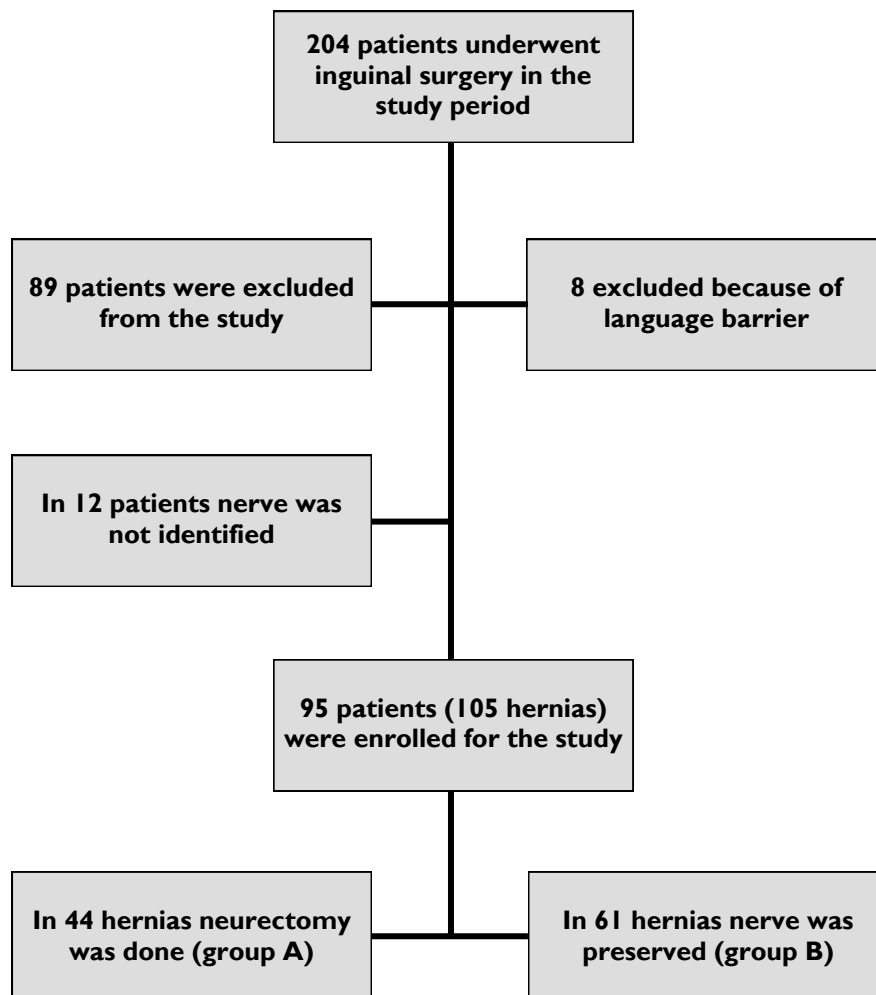 204 patients underwent
inguinal surgery in the
study period
89 patients were excluded
from the study
8 excluded because of
language barrier
In 12 patients nerve was
not identified
95 patients (105 hernias)
were enrolled for the study
In 44 hernias neurectomy
was done (group A)
In 61 hernias nerve was
preserved (group B)